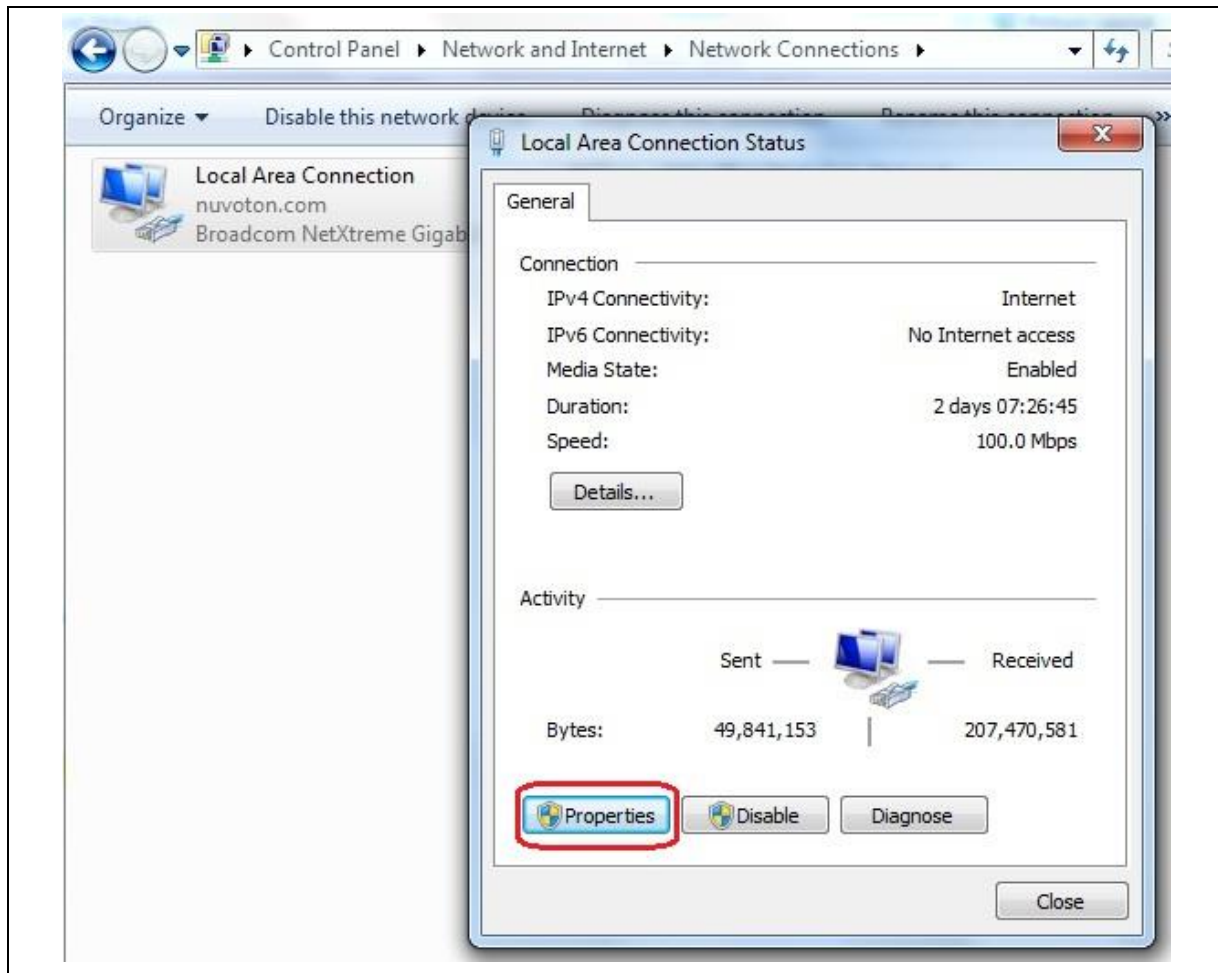 Control Panel Network and Internet Network Connections
Organize Disable this network
Local Area Connection
nuvoton.com
Broadcom NetXtreme Gigab
Local Area Connection Status
General
Connection
IPv4 Connectivity: Internet
IPv6 Connectivity: No Internet access
Media State: Enabled
Duration: 2 days 07:26:45
Speed: 100.0 Mbps
Details...
Activity
Sent Received
Bytes: 49,841,153 207,470,581
Properties Disable Diagnose
Close